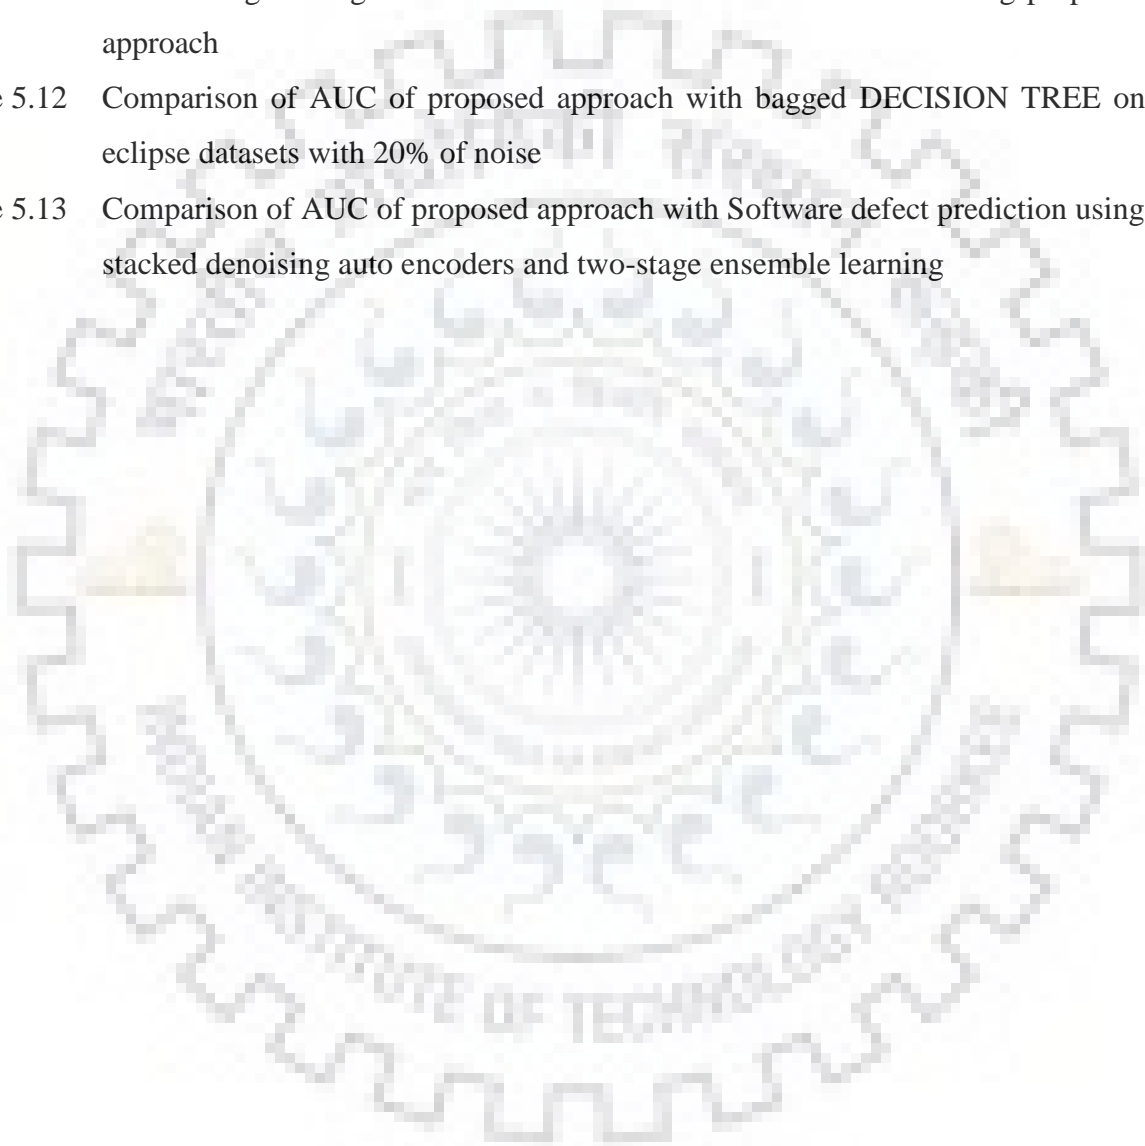 approach
e 5.12 Comparison of AUC of proposed approach with bagged DECISION TREE on
eclipse datasets with 20% of noise
e 5.13 Comparison of AUC of proposed approach with Software defect prediction using
stacked denoising auto encoders and two-stage ensemble learning
INSTITUTE OF TECHNOLOGY